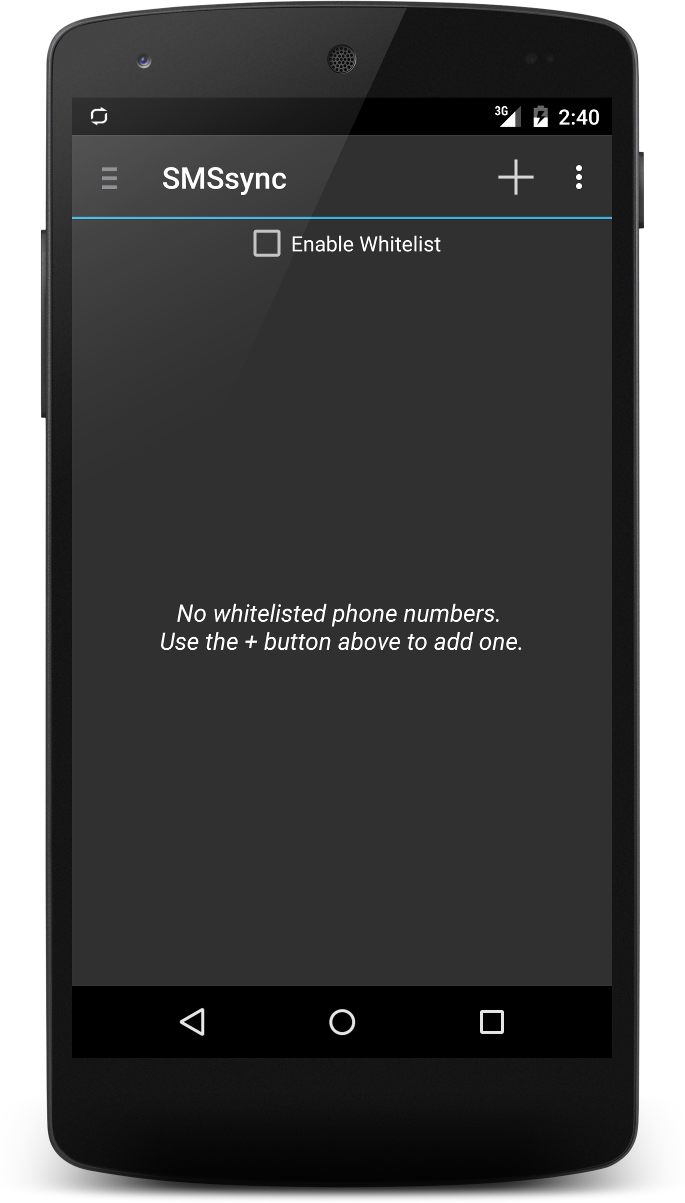 3G 2:40
SMSsync
Enable Whitelist
No whitelisted phone numbers.
Use the + button above to add one.